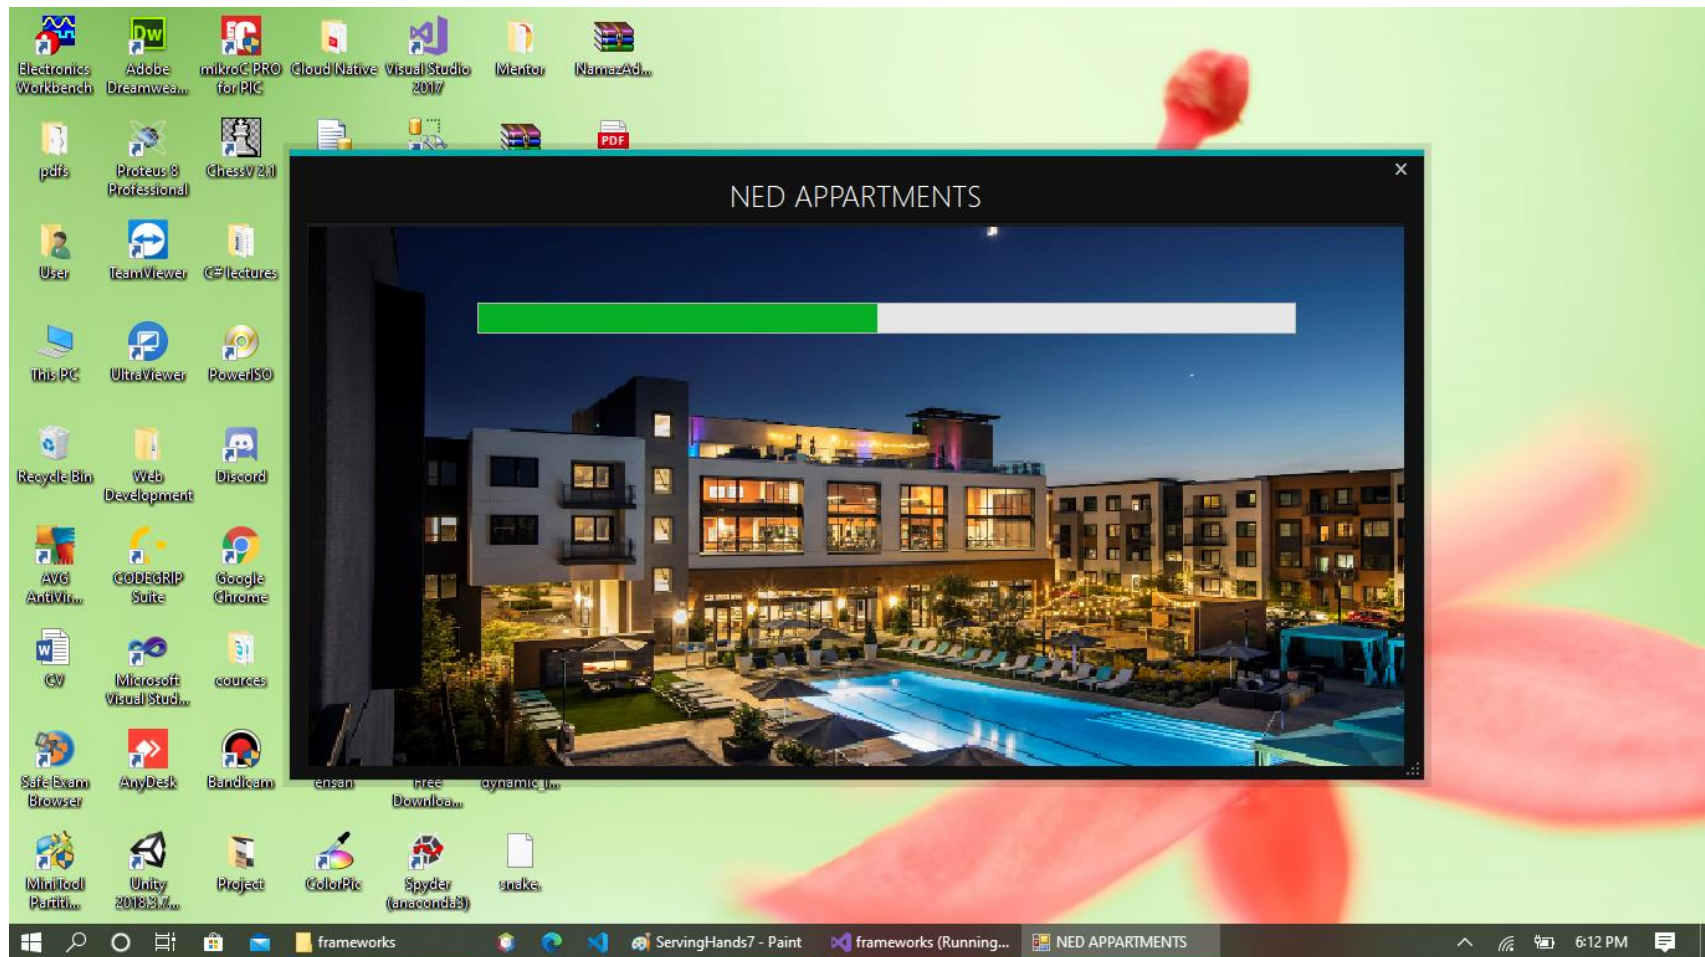 Electronics
Workbench
Adobe
Dreamwea...
mikroC PRO
for PIC
Cloud Native
Visual Studio
2017
Mentor
NamazAd...
Dw
pdfs
Proteus 8
Professional
ChessV 2.1
PDF
NED APPARTMENTS
User
TeamViewer
C# lectures
This PC
UltraViewer
PowerISO
Recycle Bin
Web
Development
Discord
AVG
AntiVir...
CODEGRIP
Suite
Google
Chrome
CV
Microsoft
Visual Stud...
cources
Safe Exam
Browser
AnyDesk
Bandicam
ensan
Free
Downloa...
dynamic_li...
MiniTool
Partiti...
Unity
2018.3.7...
Project
ColorPic
Spyder
(anaconda3)
snake.
frameworks
ServingHands7 - Paint
frameworks (Running...
NED APPARTMENTS
6:12 PM